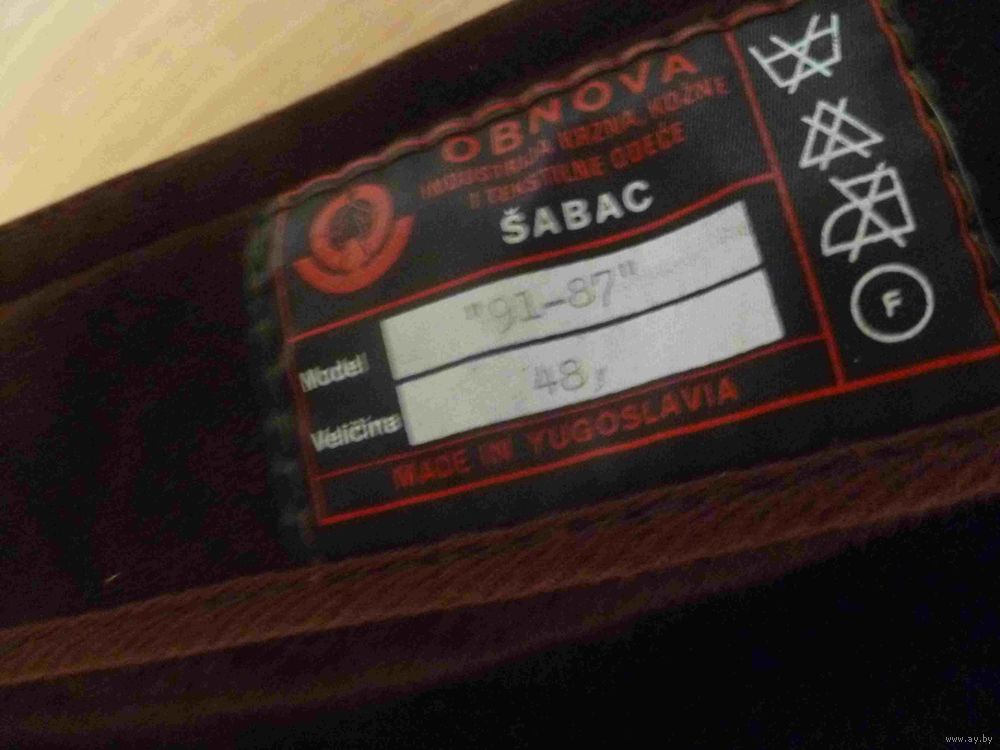 OBNOVA
INDUSTRIJA KRZNA, KOŽNE
I TEKSTILNE ODEĆE
ŠABAC
Model "91-87"
Veličina 48,
MADE IN YUGOSLAVIA
F
www.ay.by